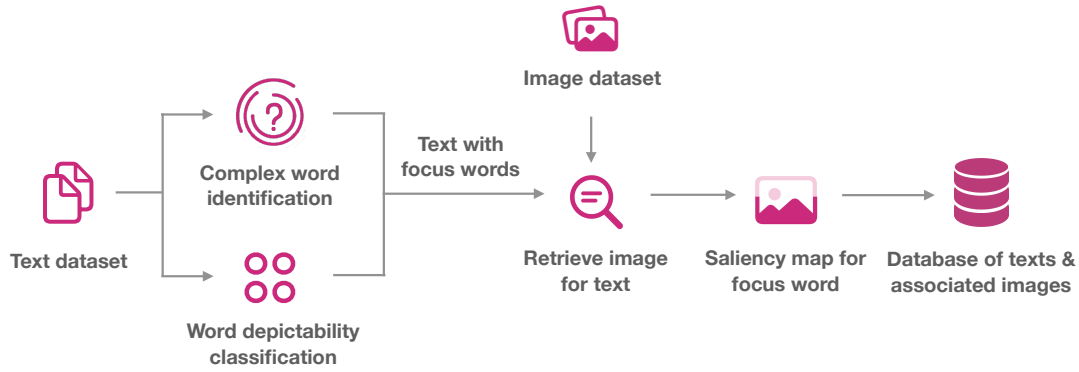 Image dataset
Text with
focus words
Complex word
identification
Text dataset
Retrieve image
for text
Saliency map for
focus word
Database of texts &
associated images
Word depictability
classification